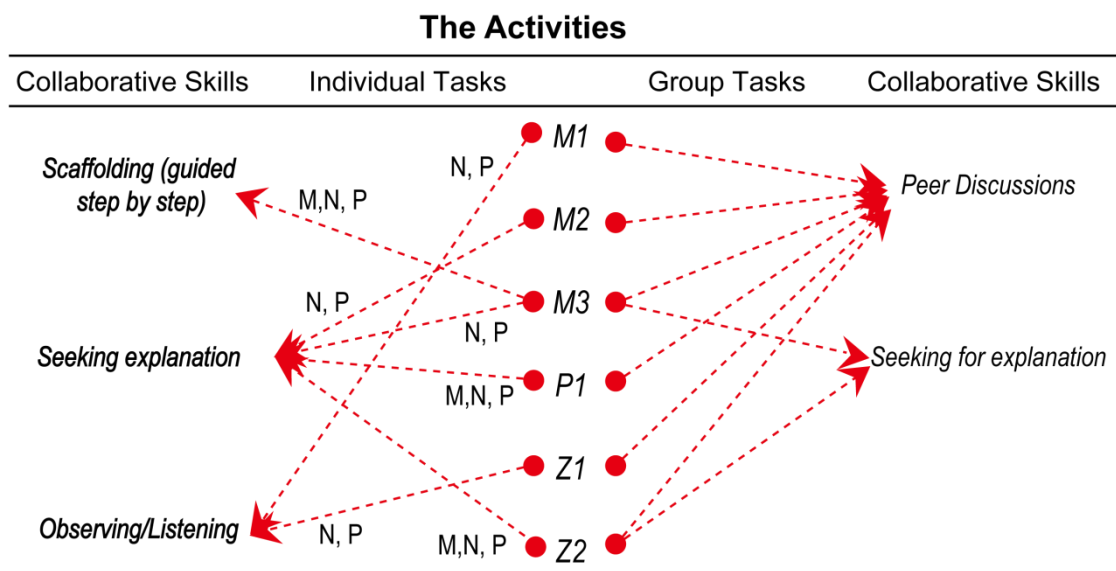 The Activities
Collaborative Skills Individual Tasks Group Tasks Collaborative Skills
M1
N, P
Scaffolding (guided
step by step)
Peer Discussions
M,N, P
M2
N, P
M3
N, P
Seeking explanation
Seeking for explanation
P1
M,N, P
Z1
Observing/Listening
N, P
M,N, P
Z2